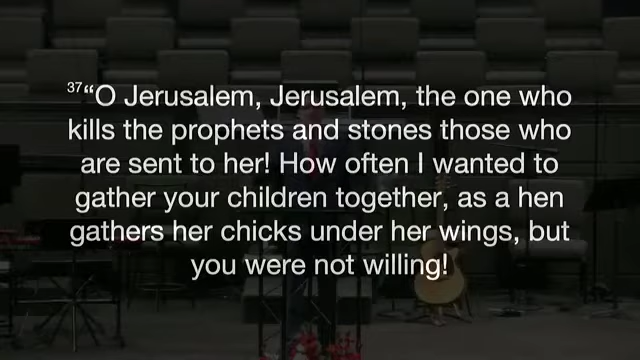 37“O Jerusalem, Jerusalem, the one who
kills the prophets and stones those who
are sent to her! How often I wanted to
gather your children together, as a hen
gathers her chicks under her wings, but
you were not willing!